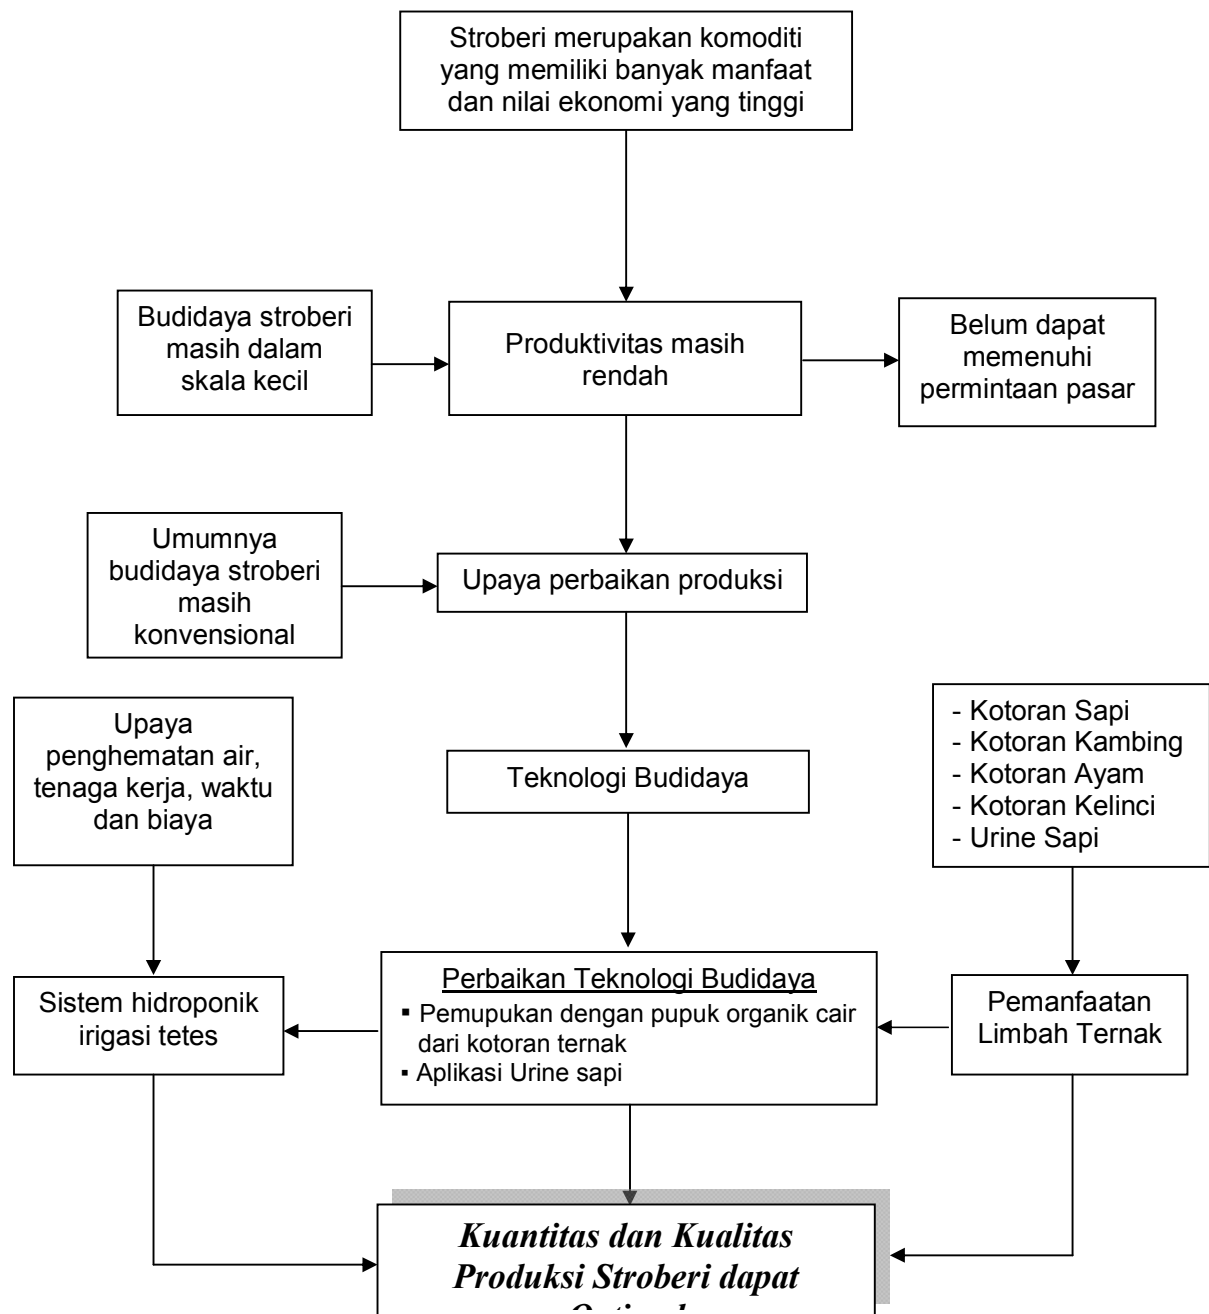 Stroberi merupakan komoditi
yang memiliki banyak manfaat
dan nilai ekonomi yang tinggi
Budidaya stroberi
masih dalam
skala kecil
Produktivitas masih
rendah
Belum dapat
memenuhi
permintaan pasar
Umumnya
budidaya stroberi
masih
konvensional
Upaya perbaikan produksi
Upaya
penghematan air,
tenaga kerja, waktu
dan biaya
Teknologi Budidaya
- Kotoran Sapi
- Kotoran Kambing
- Kotoran Ayam
- Kotoran Kelinci
- Urine Sapi
Sistem hidroponik
irigasi tetes
Perbaikan Teknologi Budidaya
▪ Pemupukan dengan pupuk organik cair
dari kotoran ternak
▪ Aplikasi Urine sapi
Pemanfaatan
Limbah Ternak
Kuantitas dan Kualitas
Produksi Stroberi dapat